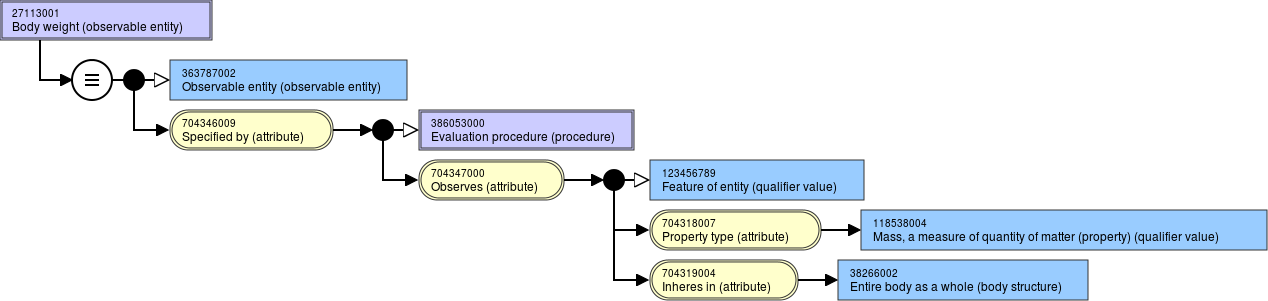 27113001
Body weight (observable entity)
363787002
Observable entity (observable entity)
704346009
Specified by (attribute)
386053000
Evaluation procedure (procedure)
704347000
Observes (attribute)
123456789
Feature of entity (qualifier value)
704318007
Property type (attribute)
118538004
Mass, a measure of quantity of matter (property) (qualifier value)
704319004
Inheres in (attribute)
38266002
Entire body as a whole (body structure)